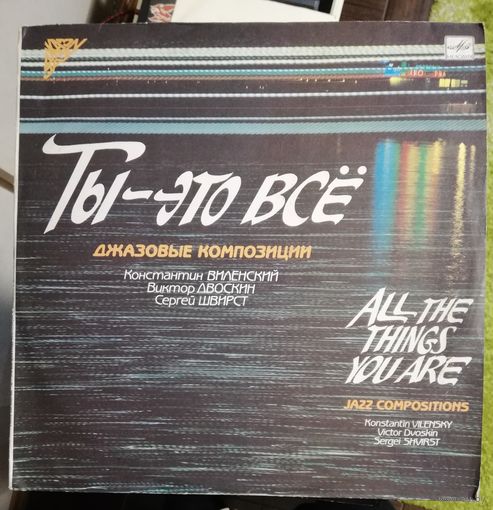 Ты-это всё
ДЖАЗОВЫЕ КОМПОЗИЦИИ
Константин ВИЛЕНСКИЙ
Виктор ДВОСКИН
Сергей ШВИРСТ
ALL THE
THINGS
YOU ARE
JAZZ COMPOSITIONS
Konstantin VILENSKY
Victor Dvoskin
Sergei SHVIRST